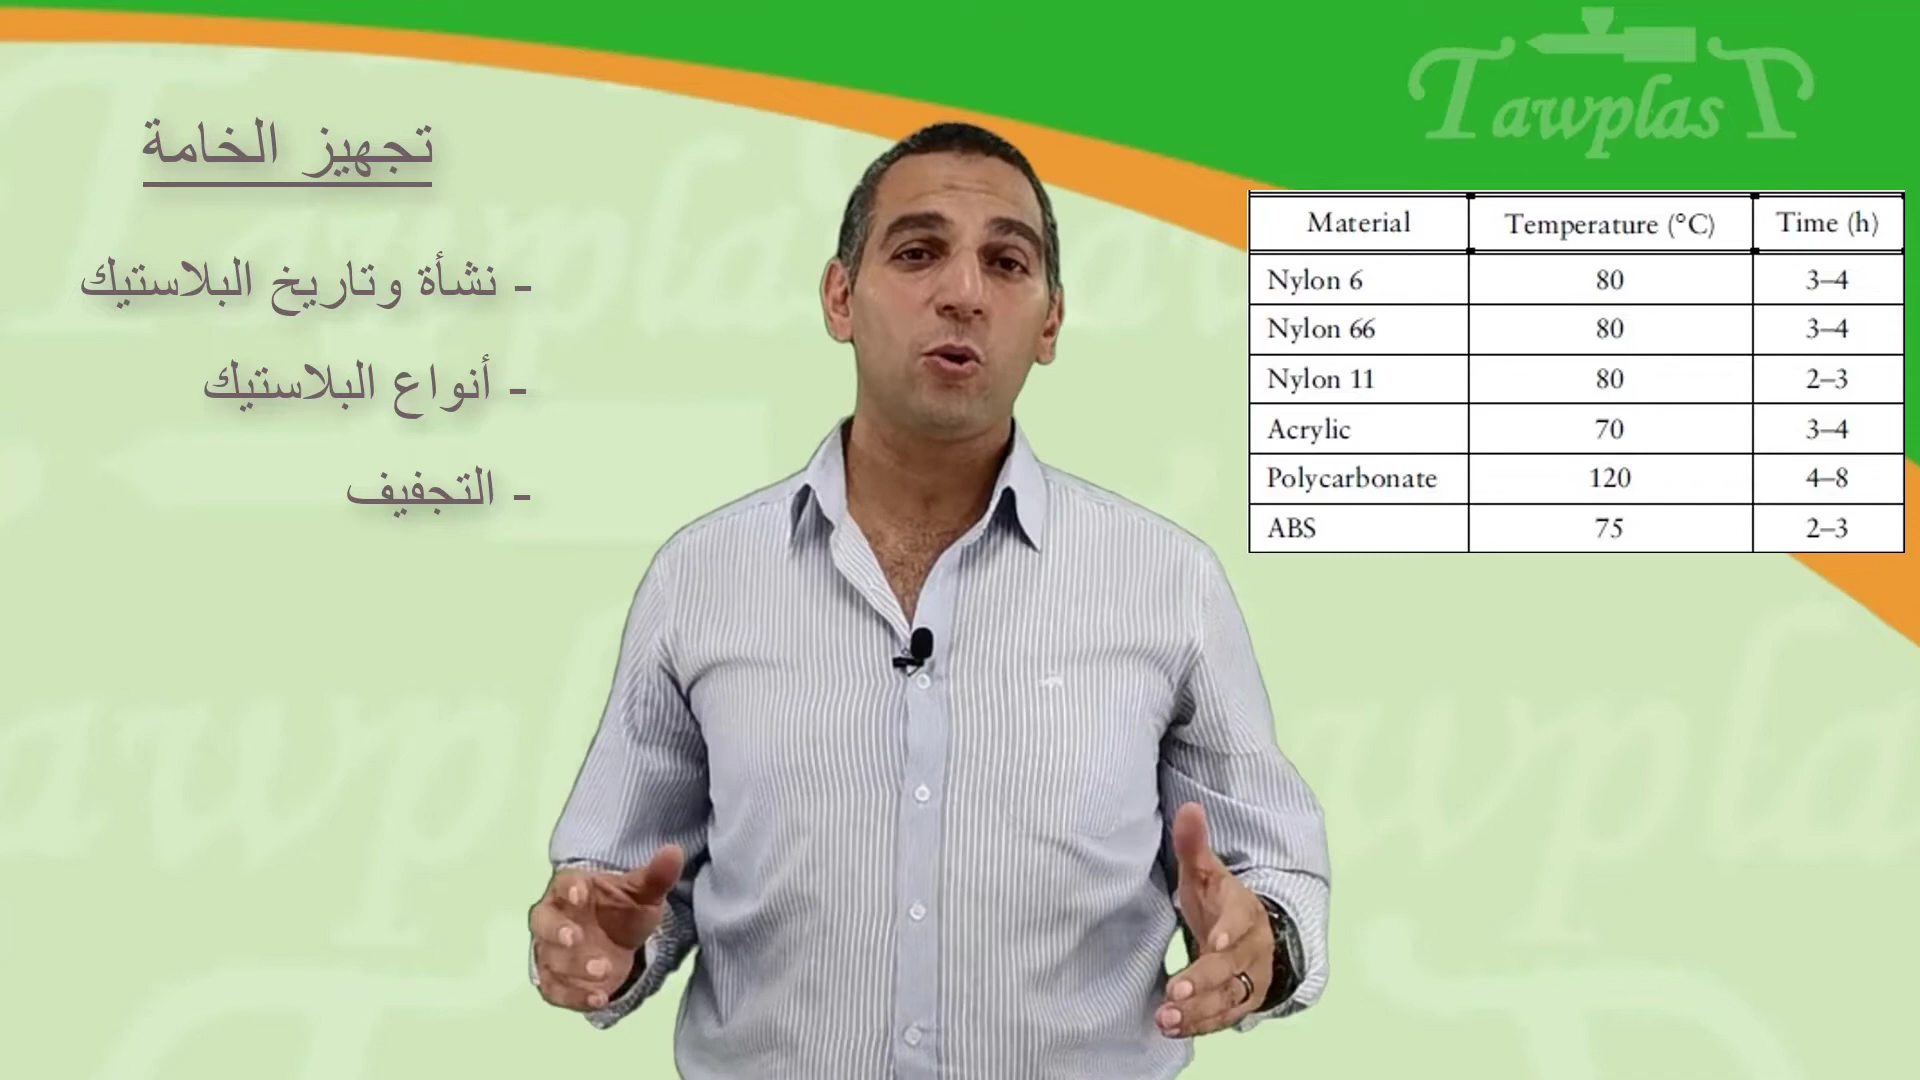 TawplasT
تجهيز الخامة
- نشأة وتاريخ البلاستيك
- أنواع البلاستيك
- التجفيف
Material Temperature (°C) Time (h)
Nylon 6 80 3–4
Nylon 66 80 3–4
Nylon 11 80 2–3
Acrylic 70 3–4
Polycarbonate 120 4–8
ABS 75 2–3